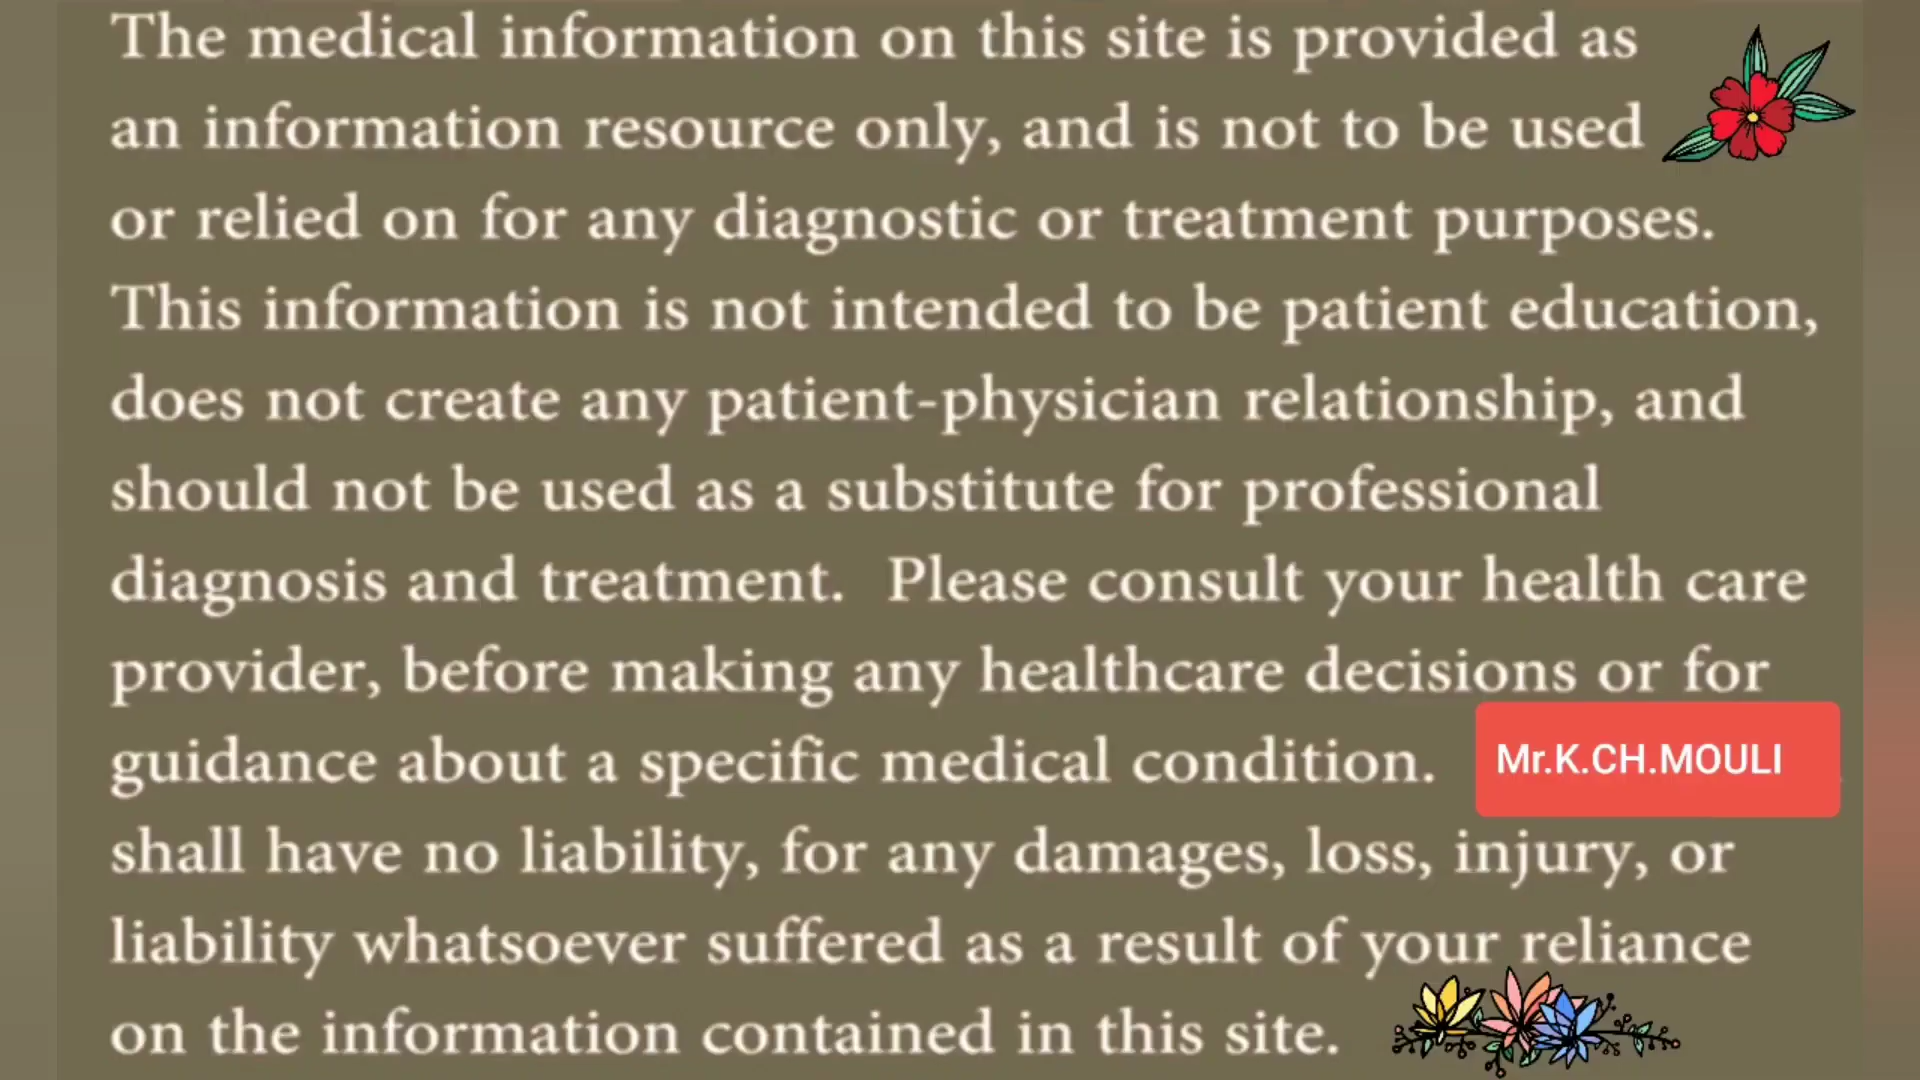 The medical information on this site is provided as
an information resource only, and is not to be used
or relied on for any diagnostic or treatment purposes.
This information is not intended to be patient education,
does not create any patient-physician relationship, and
should not be used as a substitute for professional
diagnosis and treatment.  Please consult your health care
provider, before making any healthcare decisions or for
guidance about a specific medical condition. Mr.K.CH.MOULI
shall have no liability, for any damages, loss, injury, or
liability whatsoever suffered as a result of your reliance
on the information contained in this site.